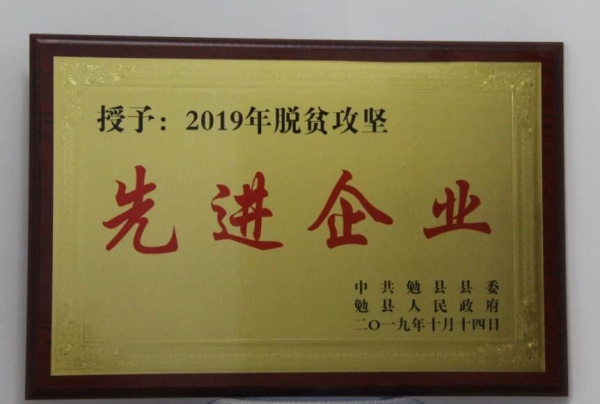 授予：2019年脱贫攻坚
先进企业
中共勉县县委
勉县人民政府
二〇一九年十月十四日